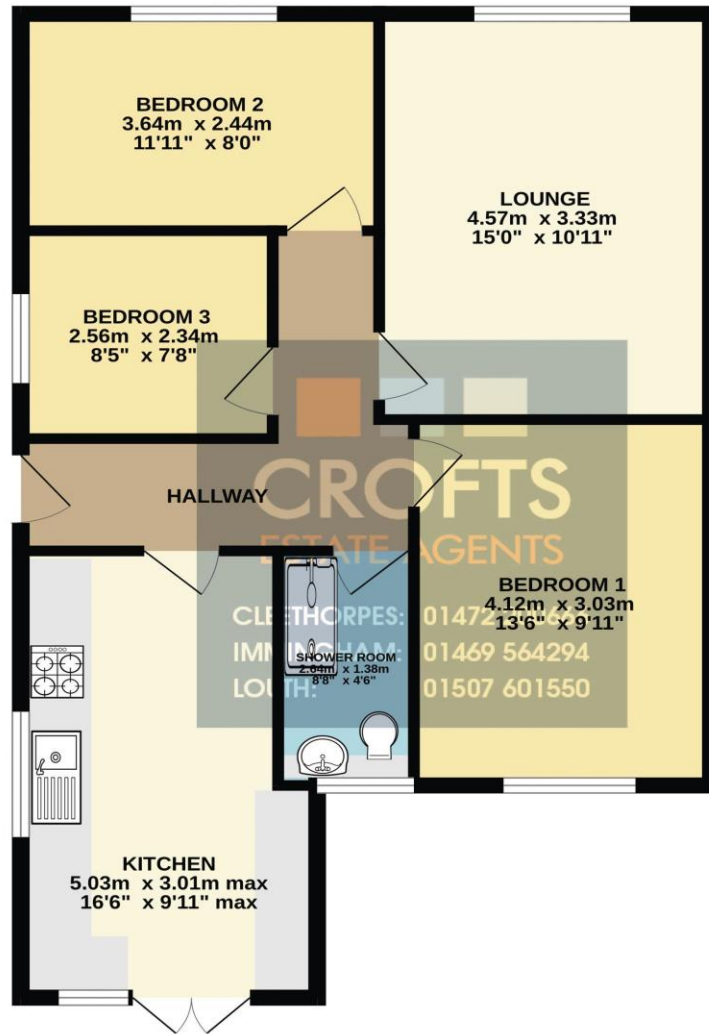 BEDROOM 2
3.64m x 2.44m
11'11" x 8'0"
LOUNGE
4.57m x 3.33m
15'0" x 10'11"
BEDROOM 3
2.56m x 2.34m
8'5" x 7'8"
HALLWAY
CROFTS
ESTATE AGENTS
BEDROOM 1
4.12m x 3.03m
13'6" x 9'11"
CLEETHORPES: 01472
IMMINGHAM: 01469 564294
LOUTH: 01507 601550
SHOWER ROOM
2.64m x 1.38m
8'8" x 4'6"
KITCHEN
5.03m x 3.01m max
16'6" x 9'11" max